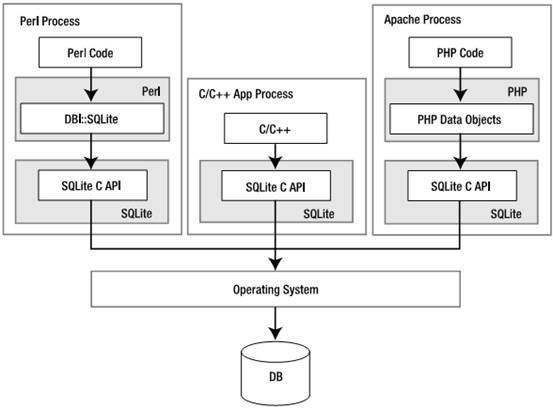 Perl Process
Perl Code
Perl
DBI::SQLite
SQLite C API
SQLite
C/C++ App Process
C/C++
SQLite C API
SQLite
Apache Process
PHP Code
PHP
PHP Data Objects
SQLite C API
SQLite
Operating System
DB